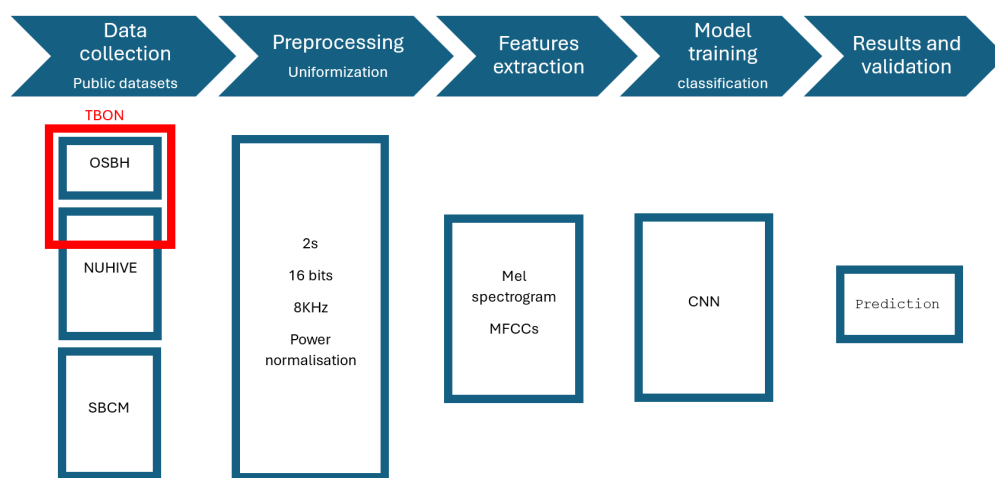 Data
collection
Public datasets
Preprocessing
Uniformization
Features
extraction
Model
training
classification
Results and
validation
TBON
OSBH
NUHIVE
SBCM
2s
16 bits
8KHz
Power
normalisation
Mel
spectrogram
MFCCs
CNN
Prediction